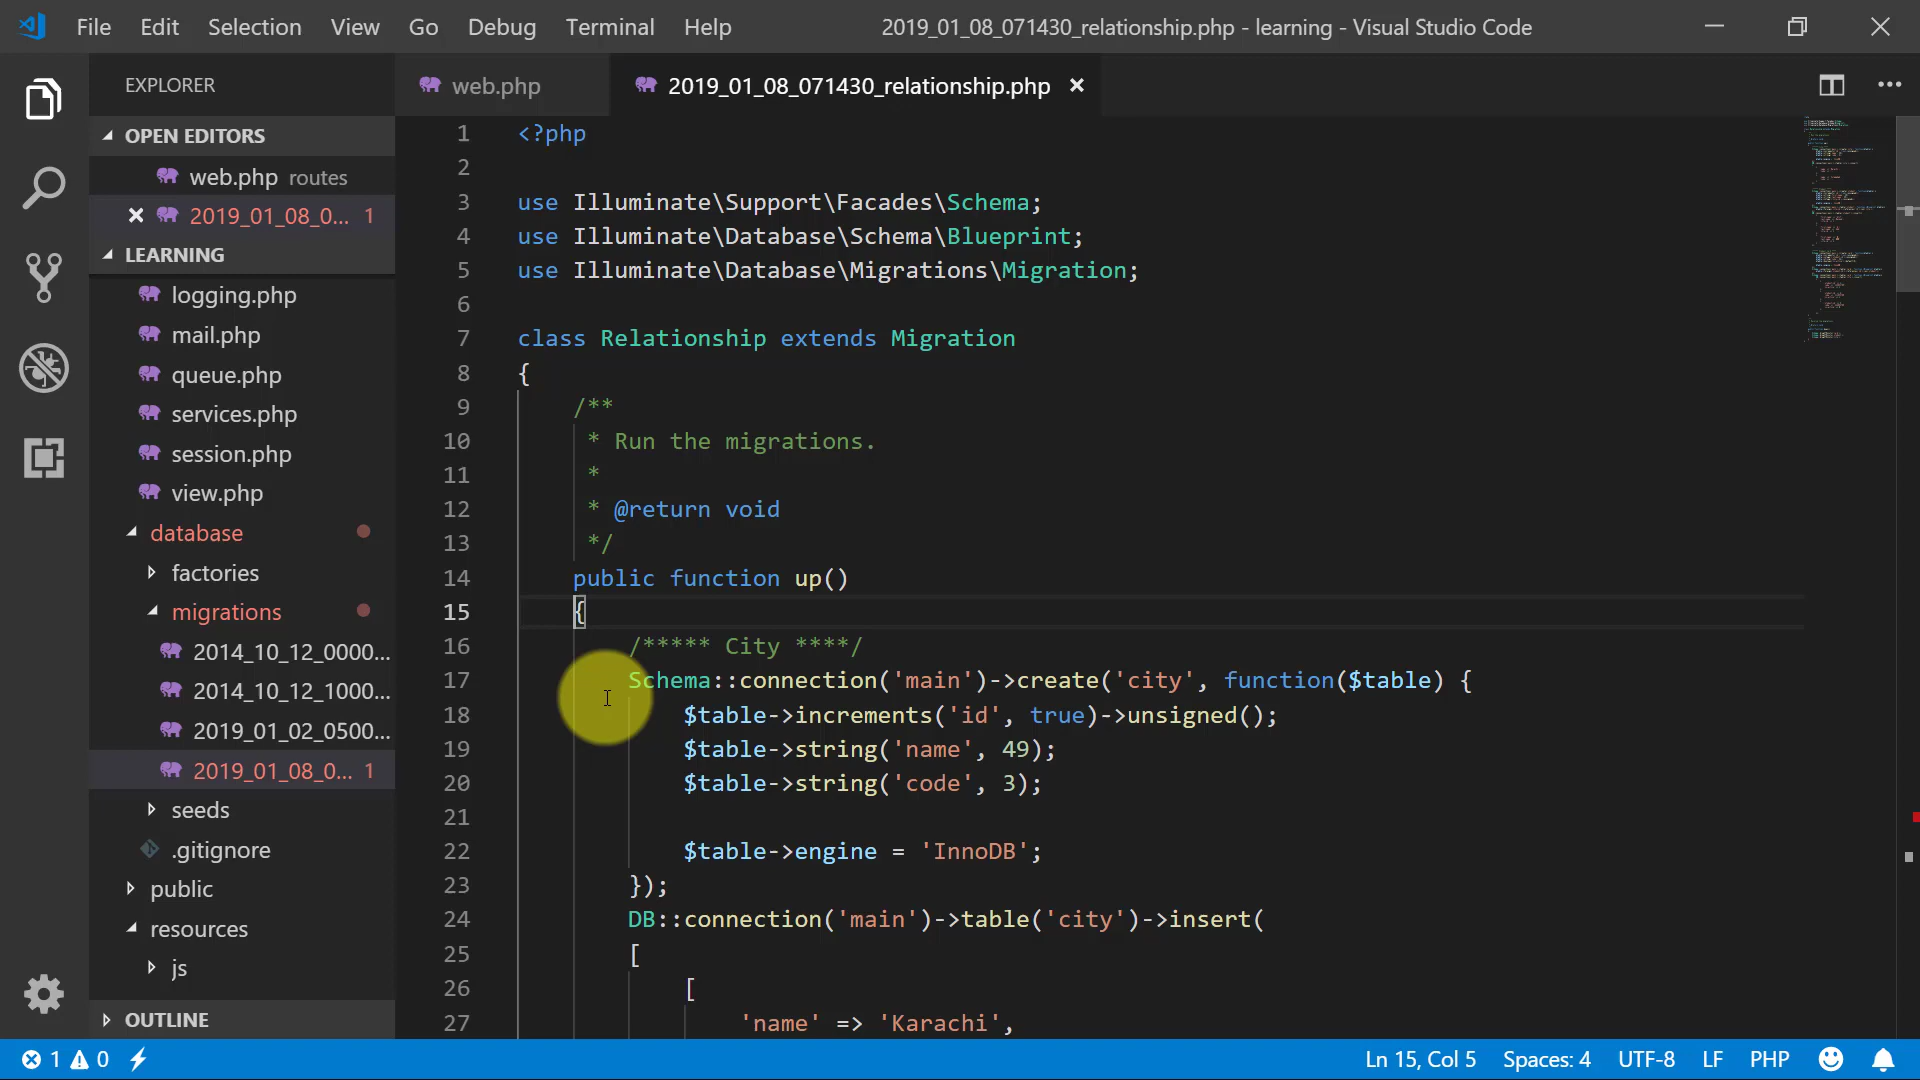 File Edit Selection View Go Debug Terminal Help 2019_01_08_071430_relationship.php - learning - Visual Studio Code
EXPLORER
web.php 2019_01_08_071430_relationship.php
OPEN EDITORS
web.php routes
2019_01_08_0... 1
LEARNING
logging.php
mail.php
queue.php
services.php
session.php
view.php
database
factories
migrations
2014_10_12_0000...
2014_10_12_1000...
2019_01_02_0500...
2019_01_08_0... 1
seeds
.gitignore
public
resources
js
OUTLINE
1 <?php
2
3 use Illuminate\Support\Facades\Schema;
4 use Illuminate\Database\Schema\Blueprint;
5 use Illuminate\Database\Migrations\Migration;
6
7 class Relationship extends Migration
8 {
9 /**
10 * Run the migrations.
11 *
12 * @return void
13 */
14 public function up()
15 {
16 /***** City ****/
17 Schema::connection('main')->create('city', function($table) {
18 $table->increments('id', true)->unsigned();
19 $table->string('name', 49);
20 $table->string('code', 3);
21
22 $table->engine = 'InnoDB';
23 });
24 DB::connection('main')->table('city')->insert(
25 [
26 [
27 'name' => 'Karachi',
1 0 Ln 15, Col 5 Spaces: 4 UTF-8 LF PHP